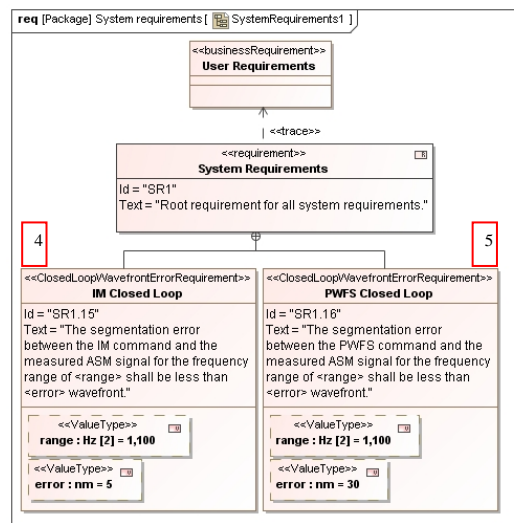 req [Package] System requirements [ SystemRequirements1 ]
<<businessRequirement>>
User Requirements
<<trace>>
<<requirement>>
System Requirements
Id = "SR1"
Text = "Root requirement for all system requirements."
4
5
<<ClosedLoopWavefrontErrorRequirement>>
IM Closed Loop
Id = "SR1.15"
Text = "The segmentation error
between the IM command and the
measured ASM signal for the frequency
range of <range> shall be less than
<error> wavefront."
<<ValueType>>
range : Hz [2] = 1,100
<<ValueType>>
error : nm = 5
<<ClosedLoopWavefrontErrorRequirement>>
PWFS Closed Loop
Id = "SR1.16"
Text = "The segmentation error
between the PWFS command and the
measured ASM signal for the frequency
range of <range> shall be less than
<error> wavefront."
<<ValueType>>
range : Hz [2] = 1,100
<<ValueType>>
error : nm = 30